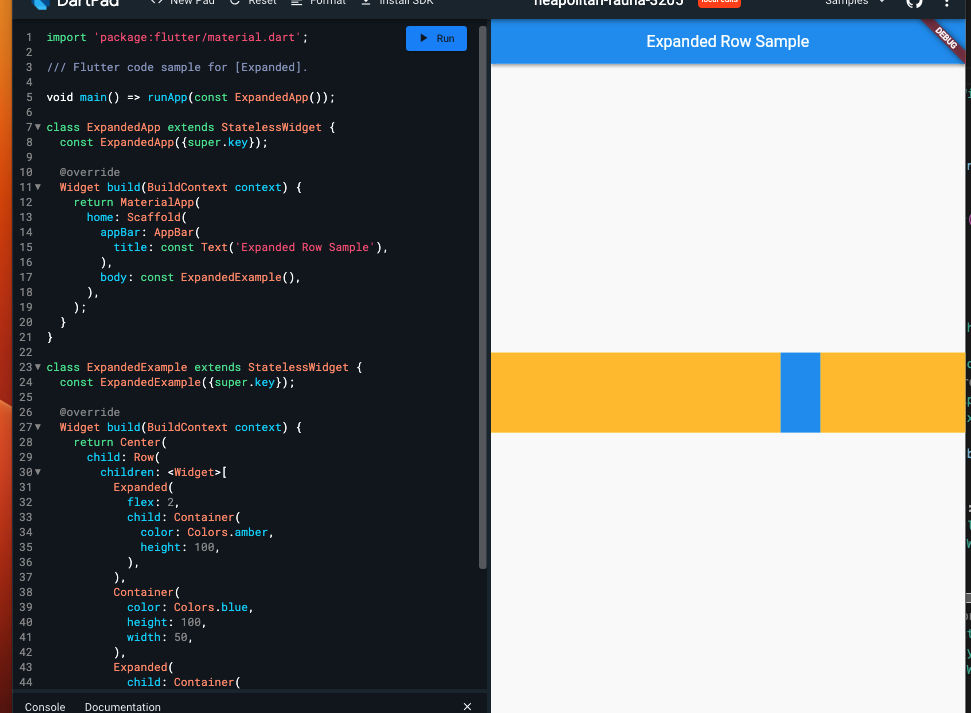 DartPad
<> New Pad
Reset
Format
Install SDK
neapolitan-fauna-3205
local edits
Samples
1 import 'package:flutter/material.dart';
2
3 /// Flutter code sample for [Expanded].
4
5 void main() => runApp(const ExpandedApp());
6
7 class ExpandedApp extends StatelessWidget {
8 const ExpandedApp({super.key});
9
10 @override
11 Widget build(BuildContext context) {
12 return MaterialApp(
13 home: Scaffold(
14 appBar: AppBar(
15 title: const Text('Expanded Row Sample'),
16 ),
17 body: const ExpandedExample(),
18 ),
19 );
20 }
21 }
22
23 class ExpandedExample extends StatelessWidget {
24 const ExpandedExample({super.key});
25
26 @override
27 Widget build(BuildContext context) {
28 return Center(
29 child: Row(
30 children: <Widget>[
31 Expanded(
32 flex: 2,
33 child: Container(
34 color: Colors.amber,
35 height: 100,
36 ),
37 ),
38 Container(
39 color: Colors.blue,
40 height: 100,
41 width: 50,
42 ),
43 Expanded(
44 child: Container(
Run
Console
Documentation
Expanded Row Sample
DEBUG